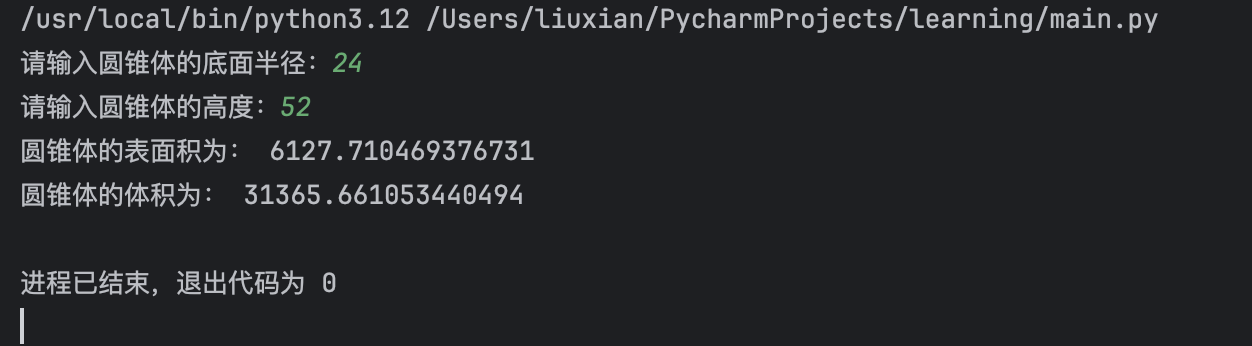 /usr/local/bin/python3.12 /Users/liuxian/PycharmProjects/learning/main.py
请输入圆锥体的底面半径：24
请输入圆锥体的高度：52
圆锥体的表面积为： 6127.710469376731
圆锥体的体积为： 31365.661053440494
进程已结束，退出代码为 0